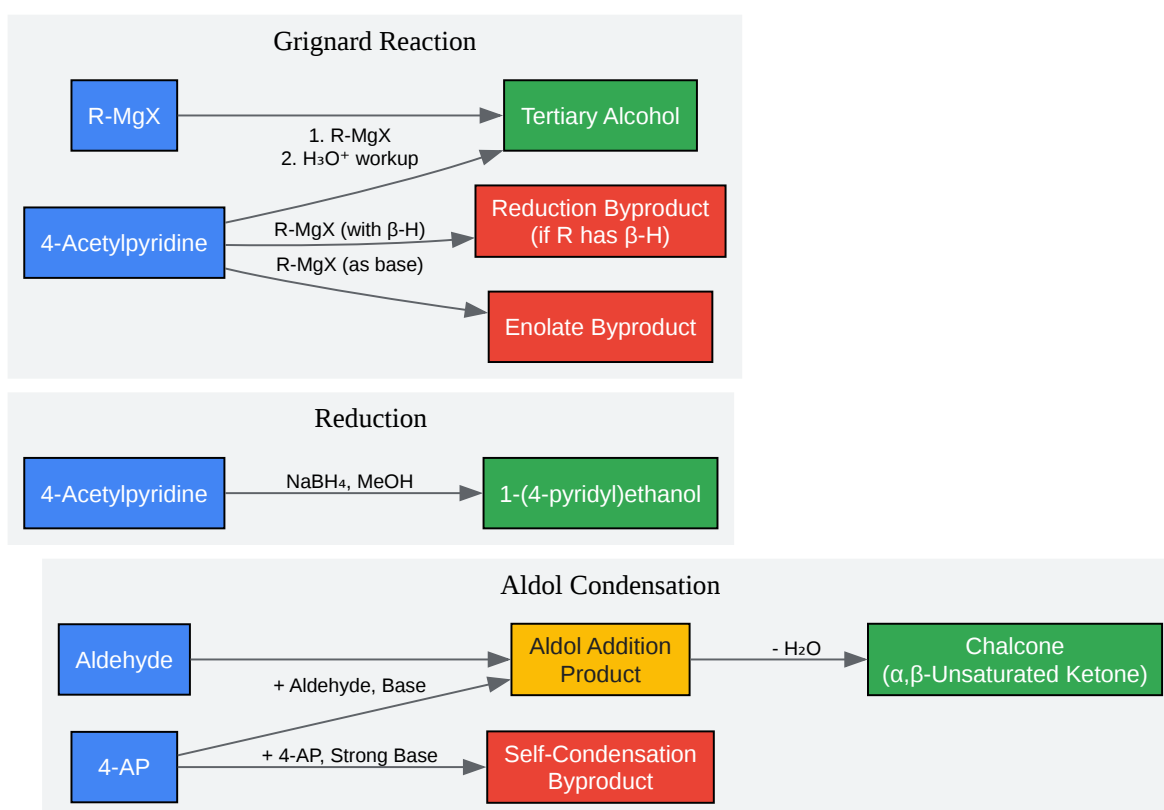 Grignard Reaction
R-MgX
Tertiary Alcohol
1. R-MgX
2. H₃O⁺ workup
4-Acetylpyridine
R-MgX (with β-H)
Reduction Byproduct
(if R has β-H)
R-MgX (as base)
Enolate Byproduct
Reduction
4-Acetylpyridine
NaBH₄, MeOH
1-(4-pyridyl)ethanol
Aldol Condensation
Aldehyde
Aldol Addition
Product
- H₂O
Chalcone
(α,β-Unsaturated Ketone)
+ Aldehyde, Base
4-AP
+ 4-AP, Strong Base
Self-Condensation
Byproduct